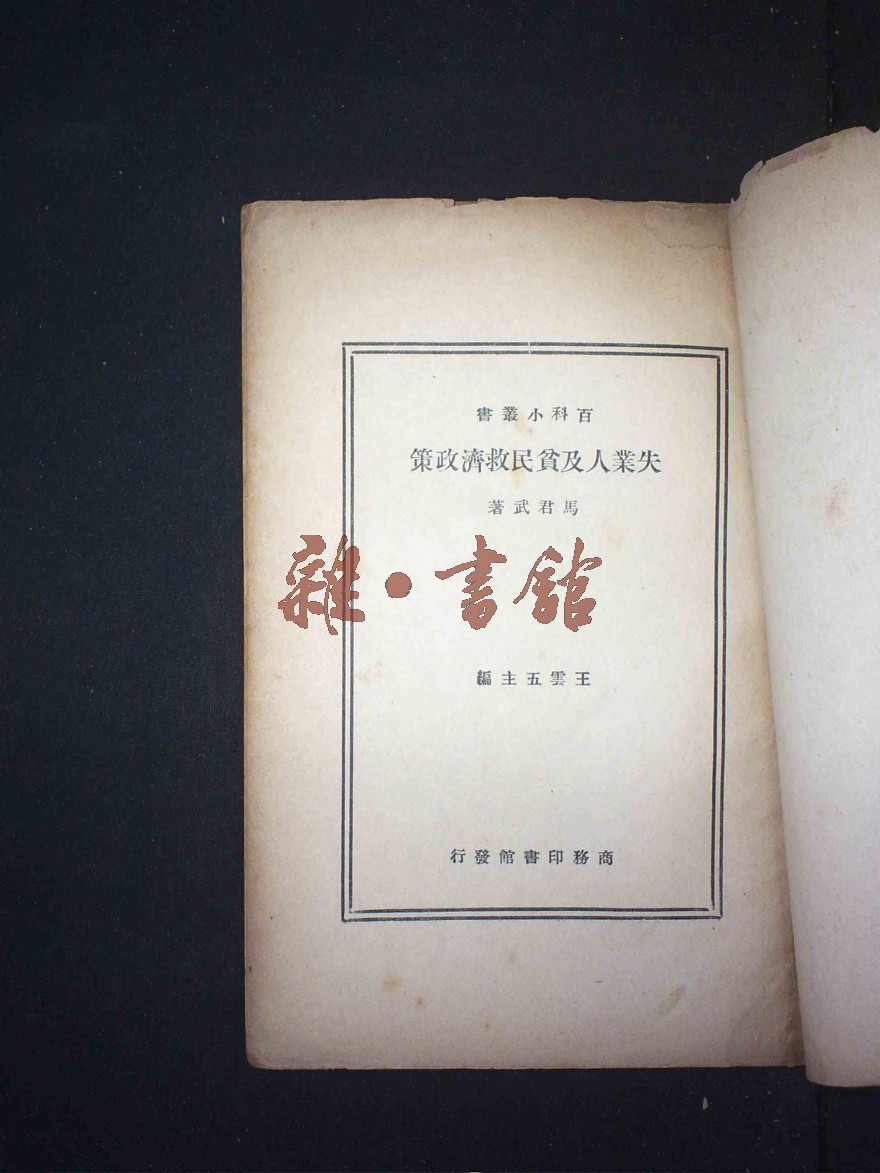 百科小叢書
失業人及貧民救濟政策
馬君武著
雜·書館
王雲五主編
商務印書館發行